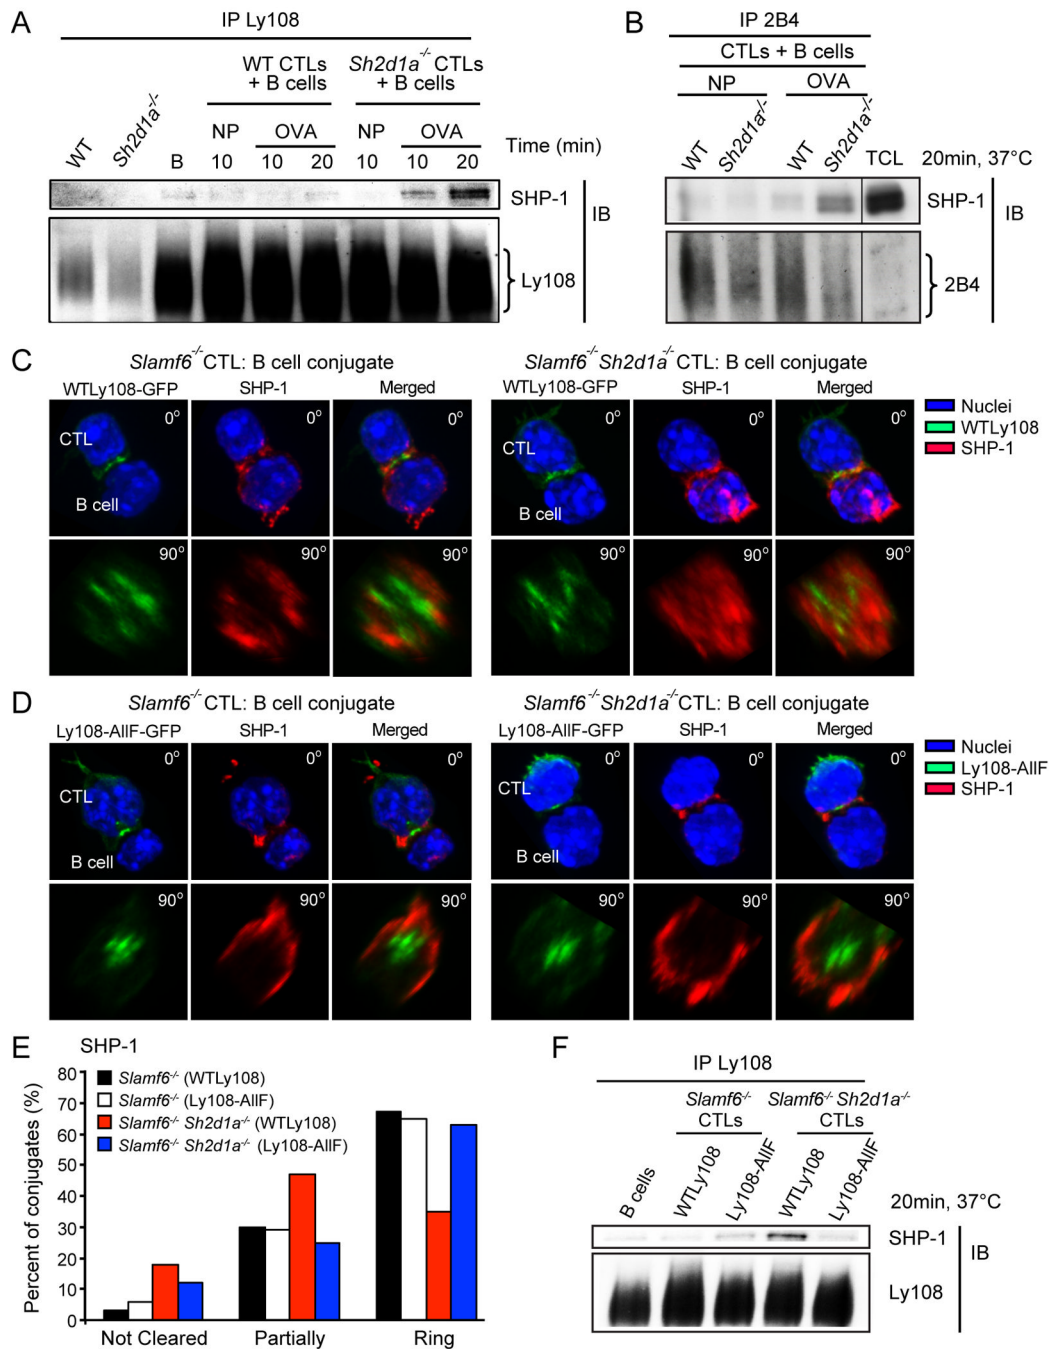 A
IP Ly108
WT CTLs + B cells
Sh2d1a-/- CTLs + B cells
WT
Sh2d1a-/-
B
NP
OVA
NP
OVA
10
10
20
10
10
20
Time (min)
SHP-1
Ly108
IB
B
IP 2B4
CTLs + B cells
NP
OVA
WT
Sh2d1a-/-
WT
Sh2d1a-/-
TCL
20min, 37°C
SHP-1
2B4
IB
C
Slamf6-/- CTL: B cell conjugate
WTLy108-GFP
SHP-1
Merged
CTL
B cell
0°
0°
0°
90°
90°
90°
Slamf6-/- Sh2d1a-/- CTL: B cell conjugate
WTLy108-GFP
SHP-1
Merged
CTL
B cell
0°
0°
0°
90°
90°
90°
Nuclei
WTLy108
SHP-1
D
Slamf6-/- CTL: B cell conjugate
Ly108-AllF-GFP
SHP-1
Merged
CTL
B cell
0°
0°
0°
90°
90°
90°
Slamf6-/- Sh2d1a-/- CTL: B cell conjugate
Ly108-AllF-GFP
SHP-1
Merged
CTL
B cell
0°
0°
0°
90°
90°
90°
Nuclei
Ly108-AllF
SHP-1
E
SHP-1
Percent of conjugates (%)
80
70
60
50
40
30
20
10
0
Slamf6-/- (WTLy108)
Slamf6-/- (Ly108-AllF)
Slamf6-/- Sh2d1a-/- (WTLy108)
Slamf6-/- Sh2d1a-/- (Ly108-AllF)
Not Cleared
Partially
Ring
F
IP Ly108
Slamf6-/- CTLs
Slamf6-/- Sh2d1a-/- CTLs
B cells
WTLy108
Ly108-AllF
WTLy108
Ly108-AllF
20min, 37°C
SHP-1
Ly108
IB